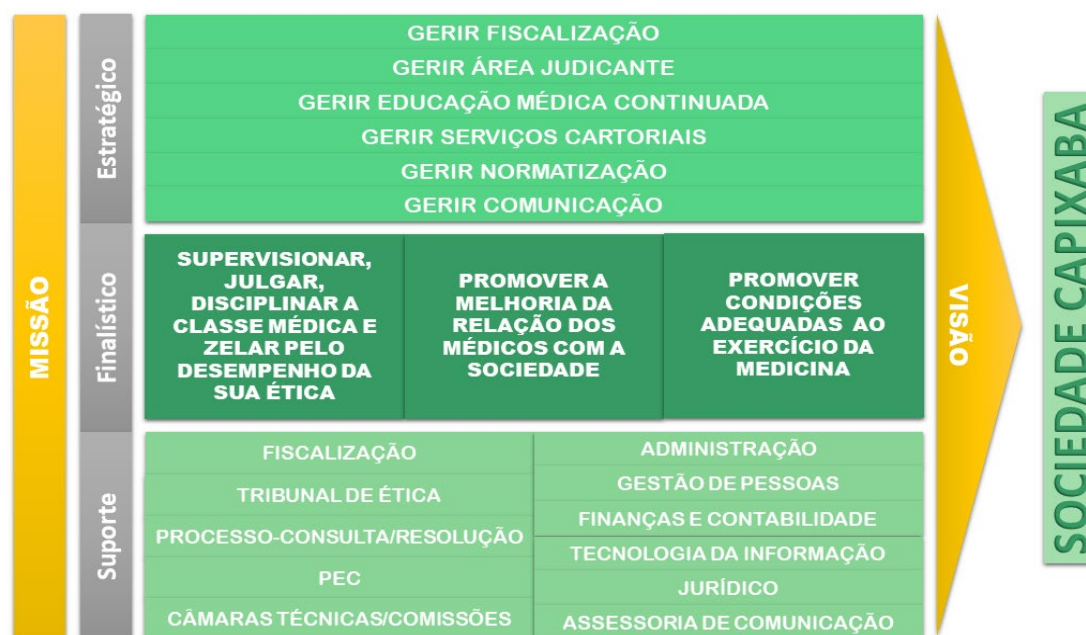 MISSÃO
Estratégico
GERIR FISCALIZAÇÃO
GERIR ÁREA JUDICANTE
GERIR EDUCAÇÃO MÉDICA CONTINUADA
GERIR SERVIÇOS CARTORIAIS
GERIR NORMATIZAÇÃO
GERIR COMUNICAÇÃO
Finalístico
SUPERVISIONAR,
JULGAR,
DISCIPLINAR A
CLASSE MÉDICA E
ZELAR PELO
DESEMPENHO DA
SUA ÉTICA
PROMOVER A
MELHORIA DA
RELAÇÃO DOS
MÉDICOS COM A
SOCIEDADE
PROMOVER
CONDIÇÕES
ADEQUADAS AO
EXERCÍCIO DA
MEDICINA
Suporte
FISCALIZAÇÃO
TRIBUNAL DE ÉTICA
PROCESSO-CONSULTA/RESOLUÇÃO
PEC
CÂMARAS TÉCNICAS/COMISSÕES
ADMINISTRAÇÃO
GESTÃO DE PESSOAS
FINANÇAS E CONTABILIDADE
TECNOLOGIA DA INFORMAÇÃO
JURÍDICO
ASSESSORIA DE COMUNICAÇÃO
VISÃO
SOCIEDADE CAPIXABA